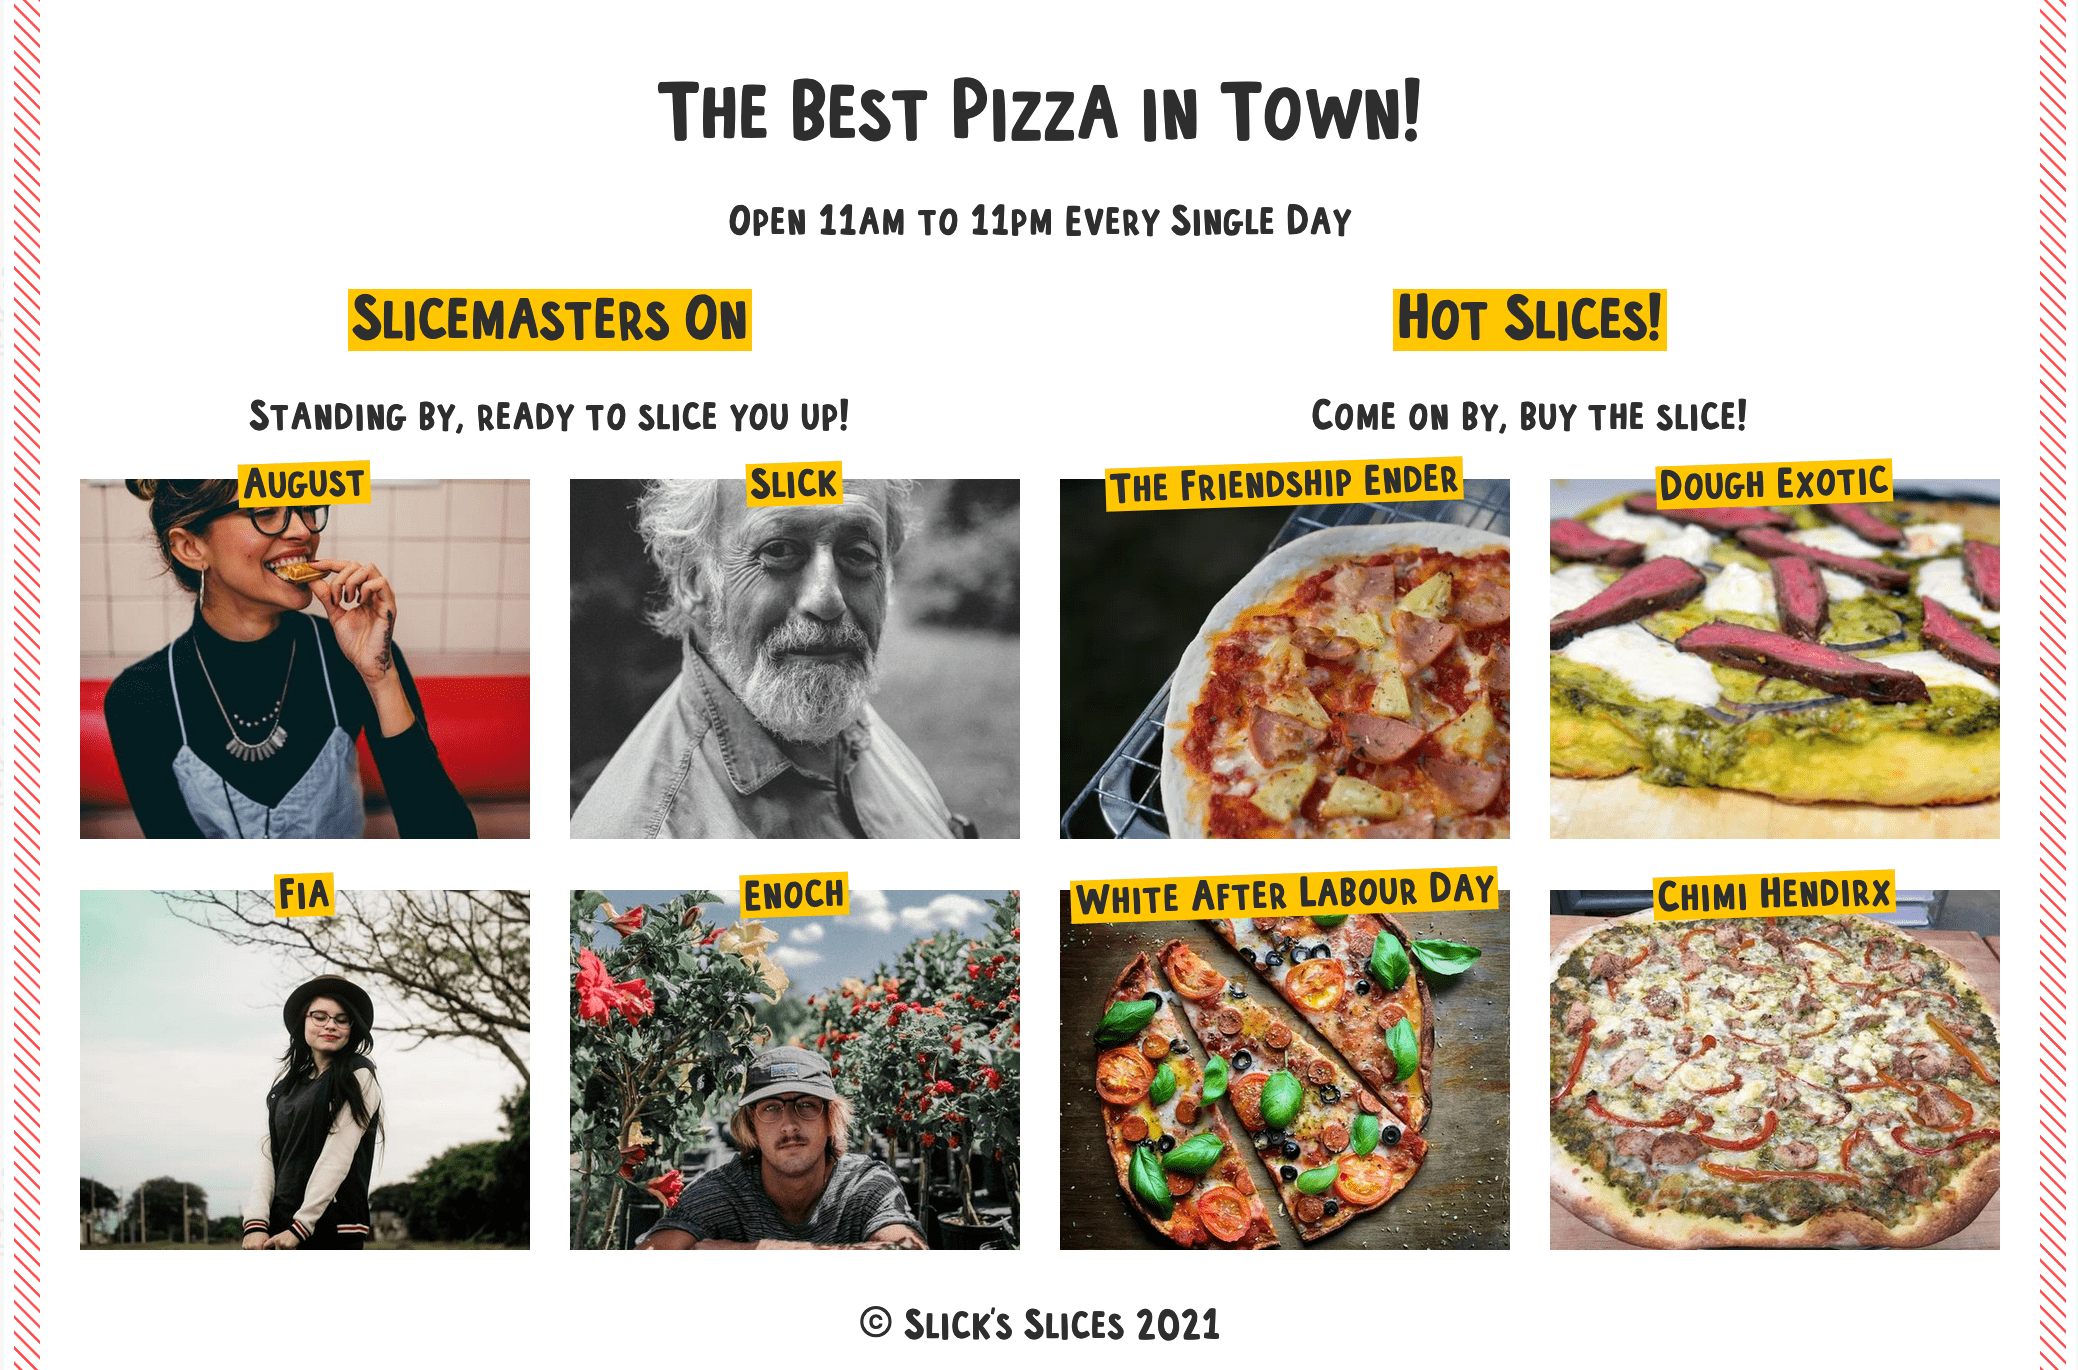 The Best Pizza in Town!
Open 11am to 11pm Every Single Day
Slicemasters On
Standing by, ready to slice you up!
August
Slick
Fia
Enoch
Hot Slices!
Come on by, buy the slice!
The Friendship Ender
Dough Exotic
White After Labour Day
Chimi Hendirx
© Slick's Slices 2021